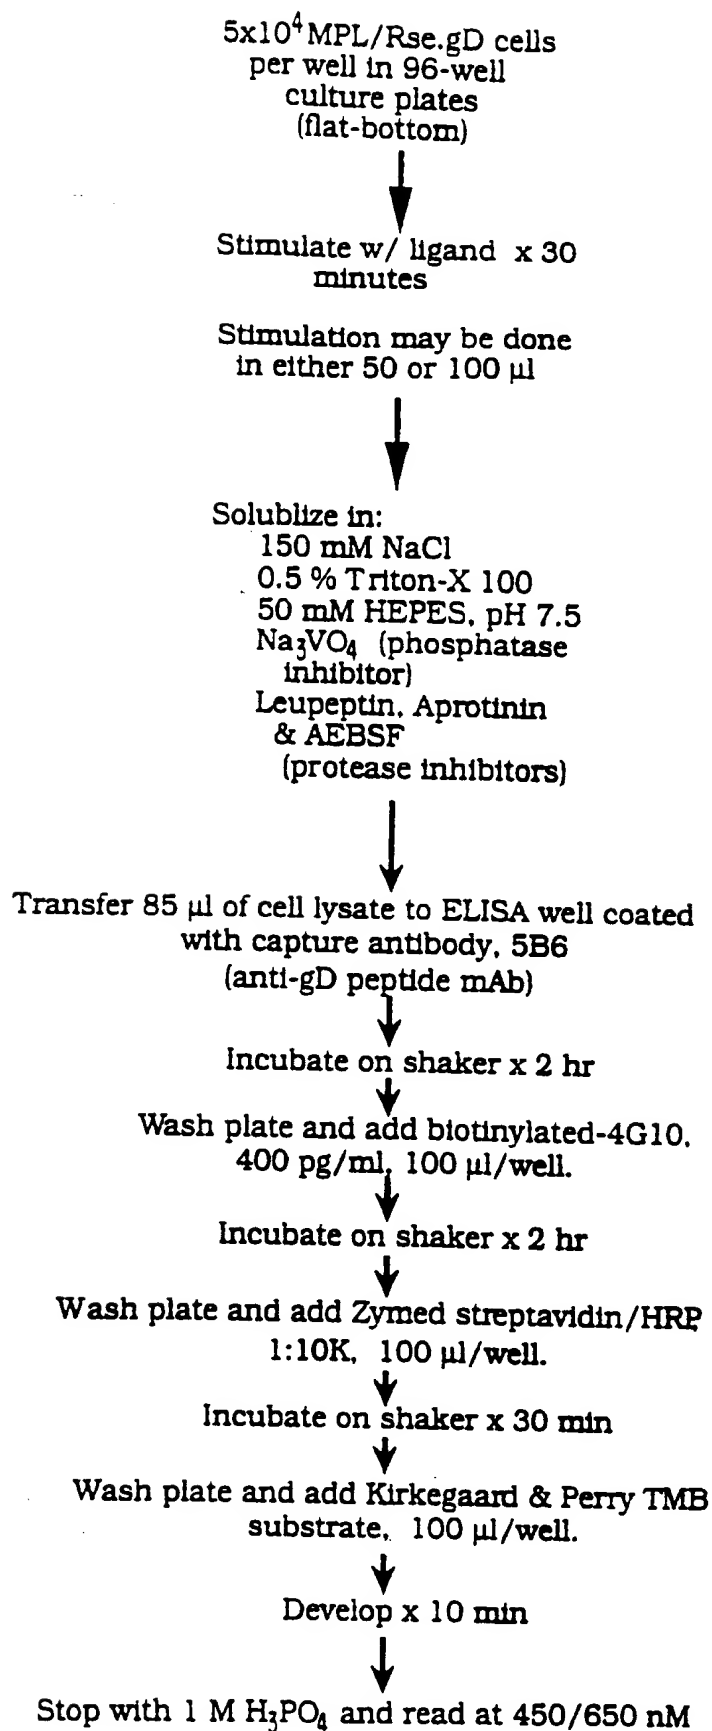 5x10⁴ MPL/Rse.gD cells
per well in 96-well
culture plates
(flat-bottom)
Stimulate w/ ligand x 30
minutes
Stimulation may be done
in either 50 or 100 µl
Solublize in:
150 mM NaCl
0.5 % Triton-X 100
50 mM HEPES, pH 7.5
Na₃VO₄ (phosphatase
inhibitor)
Leupeptin, Aprotinin
& AEBSF
(protease inhibitors)
Transfer 85 µl of cell lysate to ELISA well coated
with capture antibody, 5B6
(anti-gD peptide mAb)
Incubate on shaker x 2 hr
Wash plate and add biotinylated-4G10,
400 pg/ml, 100 µl/well.
Incubate on shaker x 2 hr
Wash plate and add Zymed streptavidin/HRP,
1:10K, 100 µl/well.
Incubate on shaker x 30 min
Wash plate and add Kirkegaard & Perry TMB
substrate, 100 µl/well.
Develop x 10 min
Stop with 1 M H₃PO₄ and read at 450/650 nM